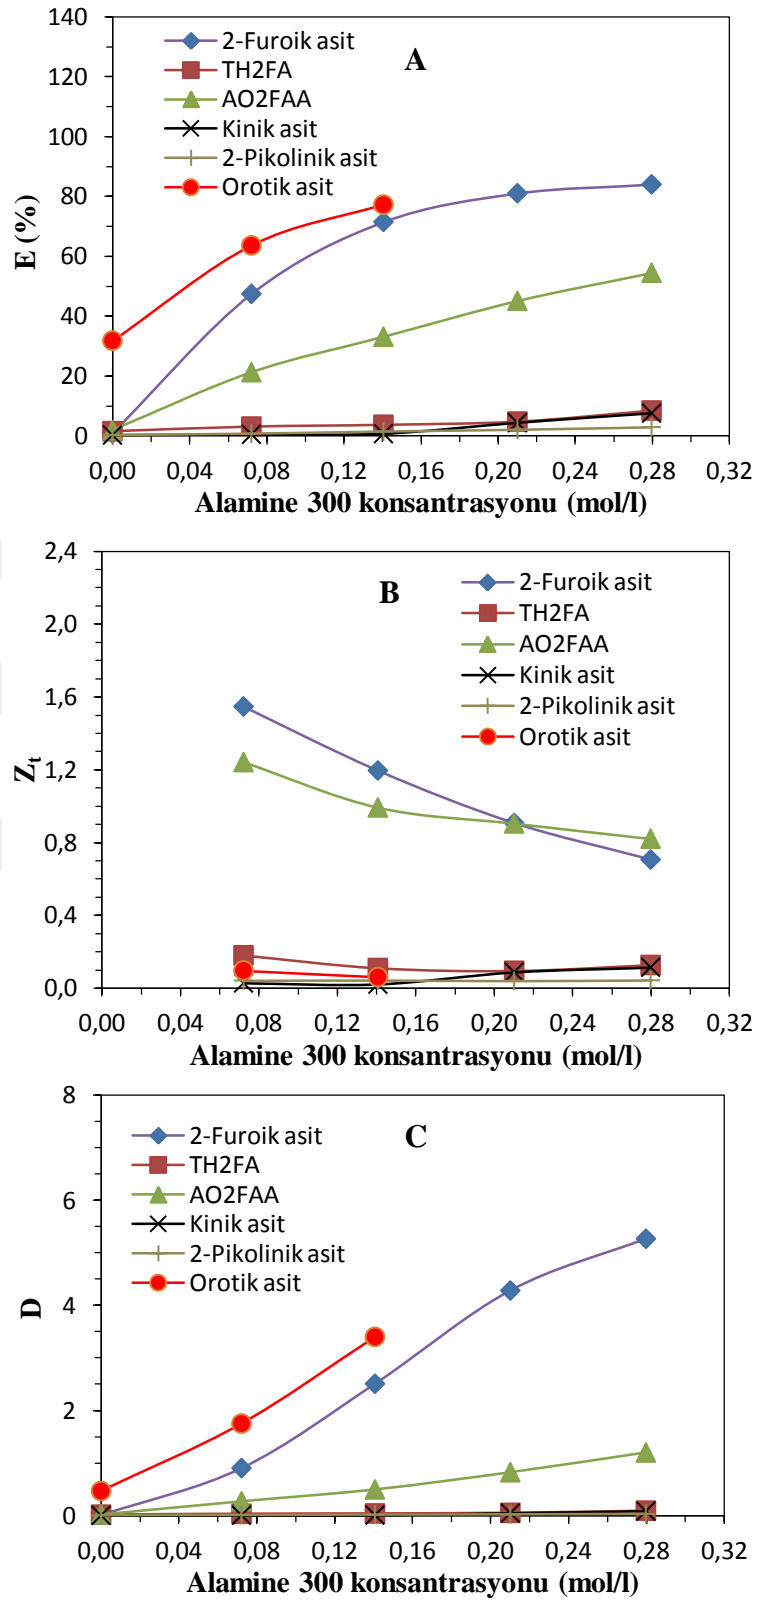 A
2-Furoik asit
TH2FA
AO2FAA
Kinik asit
2-Pikolinik asit
Orotik asit
E (%)
140
120
100
80
60
40
20
0
0,00 0,04 0,08 0,12 0,16 0,20 0,24 0,28 0,32
Alamine 300 konsantrasyonu (mol/l)
B
2-Furoik asit
TH2FA
AO2FAA
Kinik asit
2-Pikolinik asit
Orotik asit
Zt
2,4
2,0
1,6
1,2
0,8
0,4
0,0
0,00 0,04 0,08 0,12 0,16 0,20 0,24 0,28 0,32
Alamine 300 konsantrasyonu (mol/l)
C
2-Furoik asit
TH2FA
AO2FAA
Kinik asit
2-Pikolinik asit
Orotik asit
D
8
6
4
2
0
0,00 0,04 0,08 0,12 0,16 0,20 0,24 0,28 0,32
Alamine 300 konsantrasyonu (mol/l)